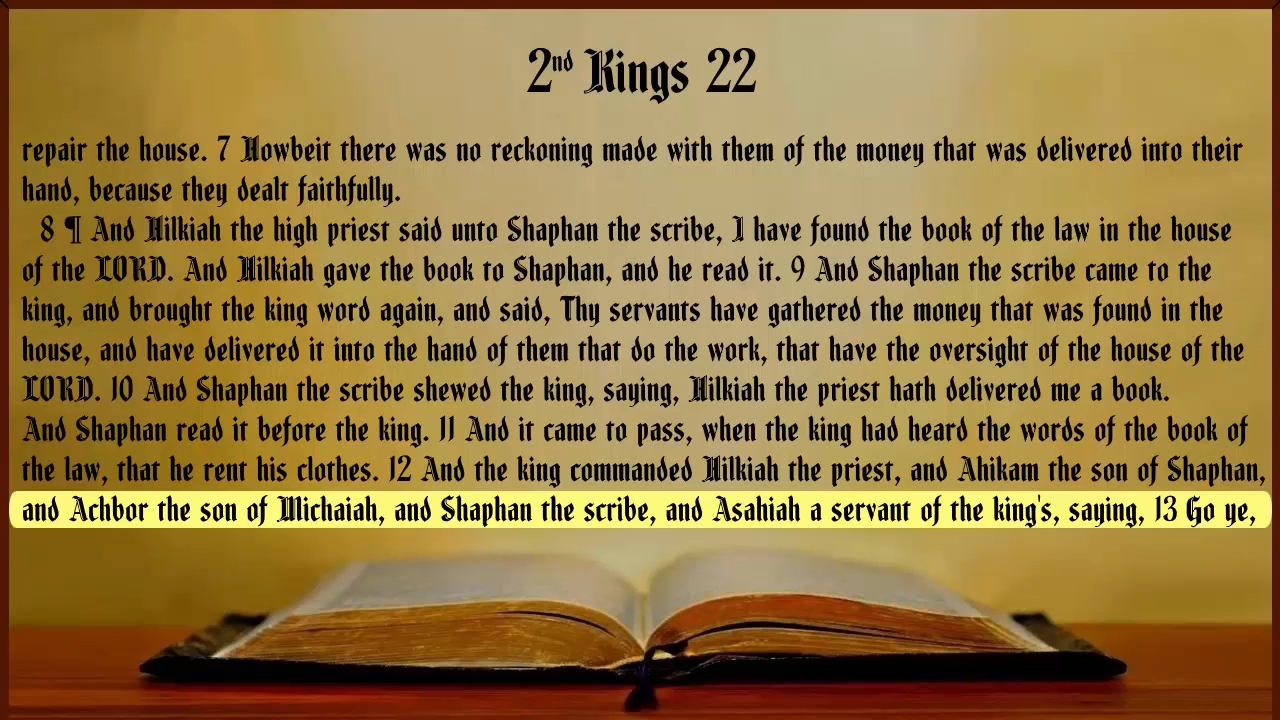 2nd Kings 22
repair the house. 7 Howbeit there was no reckoning made with them of the money that was delivered into their
hand, because they dealt faithfully.
8 ¶ And Hilkiah the high priest said unto Shaphan the scribe, I have found the book of the law in the house
of the LORD. And Hilkiah gave the book to Shaphan, and he read it. 9 And Shaphan the scribe came to the
king, and brought the king word again, and said, Thy servants have gathered the money that was found in the
house, and have delivered it into the hand of them that do the work, that have the oversight of the house of the
LORD. 10 And Shaphan the scribe shewed the king, saying, Hilkiah the priest hath delivered me a book.
And Shaphan read it before the king. 11 And it came to pass, when the king had heard the words of the book of
the law, that he rent his clothes. 12 And the king commanded Hilkiah the priest, and Ahikam the son of Shaphan,
and Achbor the son of Michaiah, and Shaphan the scribe, and Asahiah a servant of the king's, saying, 13 Go ye,